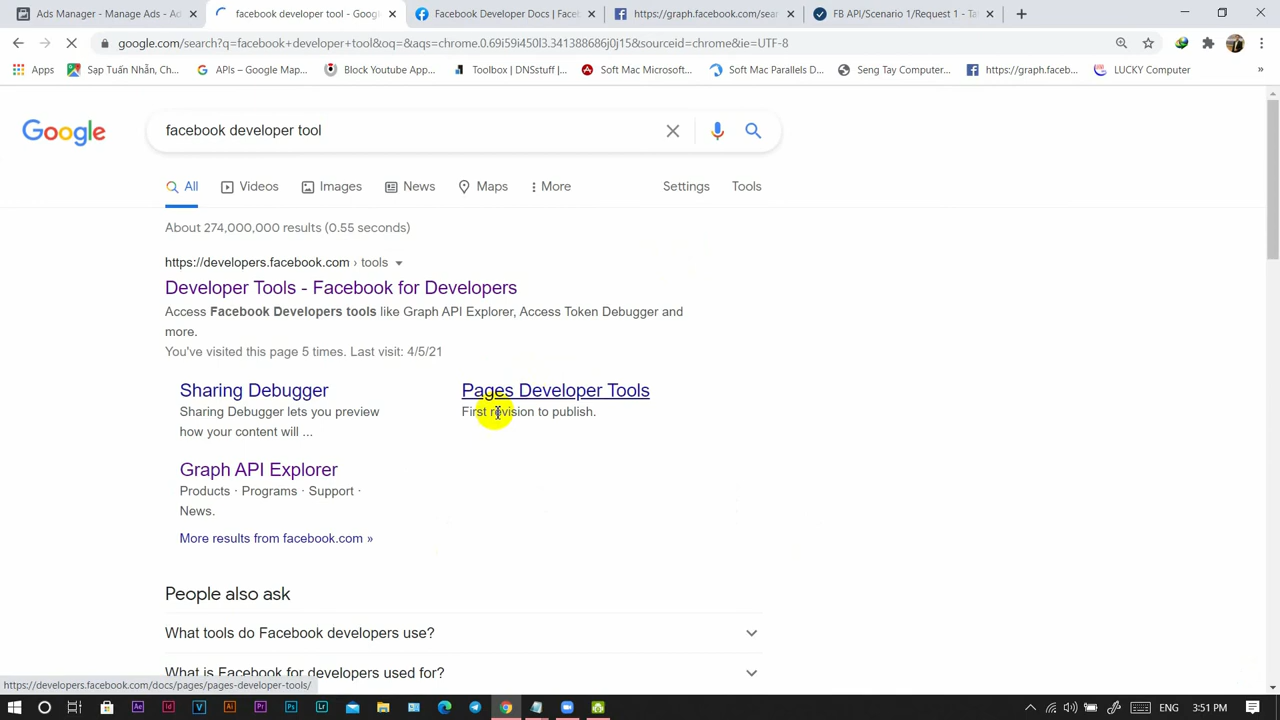 Ads Manager - Manage Ads - Ad
facebook developer tool - Goog
Facebook Developer Docs | Face
https://graph.facebook.com/sear
FB API/Scenario 1/Request 1 - Ta
google.com/search?q=facebook+developer+tool&oq=&aqs=chrome.0.69i59i450l3.341388686j0j15&sourceid=chrome&ie=UTF-8
Apps
Sạp Tuấn Nhẫn, Ch...
APIs – Google Map...
Block Youtube App...
Toolbox | DNSstuff |...
Soft Mac Microsoft...
Soft Mac Parallels D...
Seng Tay Computer...
https://graph.faceb...
LUCKY Computer
»
Google
facebook developer tool
All
Videos
Images
News
Maps
More
Settings
Tools
About 274,000,000 results (0.55 seconds)
https://developers.facebook.com › tools
Developer Tools - Facebook for Developers
Access Facebook Developers tools like Graph API Explorer, Access Token Debugger and
more.
You've visited this page 5 times. Last visit: 4/5/21
Sharing Debugger
Sharing Debugger lets you preview
how your content will ...
Pages Developer Tools
First revision to publish.
Graph API Explorer
Products · Programs · Support ·
News.
More results from facebook.com »
People also ask
What tools do Facebook developers use?
What is Facebook for developers used for?
https://developers.facebook.com/docs/pages/pages-developer-tools/
Ae
Id
V
Ai
Pr
Ps
Lr
ENG
3:51 PM